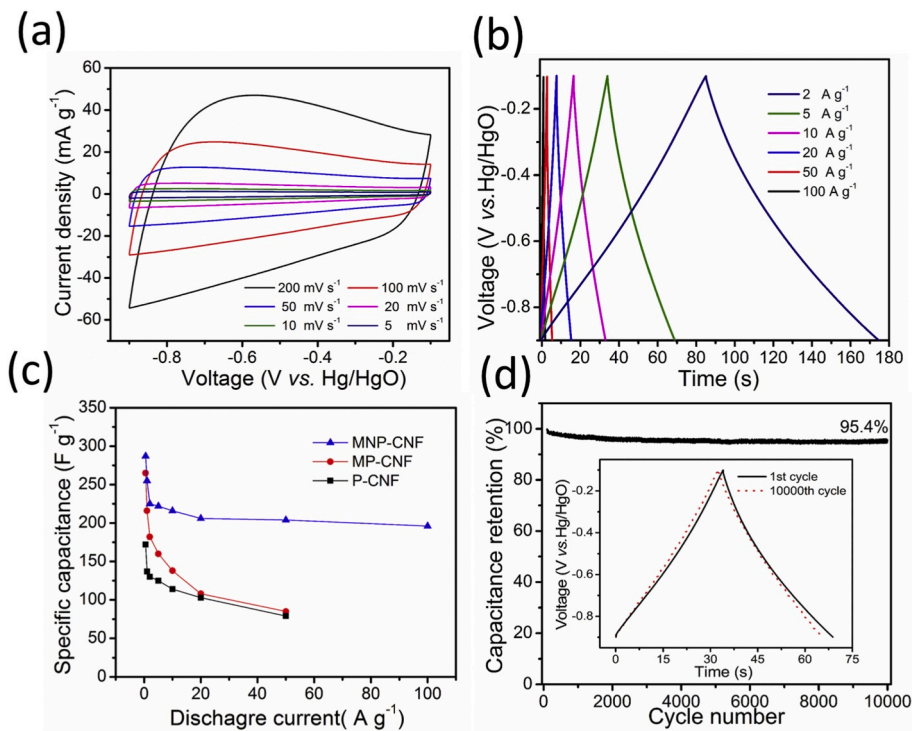 (a)
60
40
20
0
-20
-40
-60
Current density (mA g⁻¹)
200 mV s⁻¹
100 mV s⁻¹
50 mV s⁻¹
20 mV s⁻¹
10 mV s⁻¹
5 mV s⁻¹
-0.8 -0.6 -0.4 -0.2
Voltage (V vs. Hg/HgO)
(b)
-0.2
-0.4
-0.6
-0.8
Voltage (V vs.Hg/HgO)
2 A g⁻¹
5 A g⁻¹
10 A g⁻¹
20 A g⁻¹
50 A g⁻¹
100 A g⁻¹
0 20 40 60 80 100 120 140 160 180
Time (s)
(c)
350
300
250
200
150
100
50
0
Specific capacitance (F g⁻¹)
MNP-CNF
MP-CNF
P-CNF
0 20 40 60 80 100
Dischagre current( A g⁻¹)
(d)
100
80
60
40
20
0
Capacitance retention (%)
95.4%
1st cycle
10000th cycle
-0.2
-0.4
-0.6
-0.8
Voltage (V vs.Hg/HgO)
0 15 30 45 60 75
Time (s)
0 2000 4000 6000 8000 10000
Cycle number